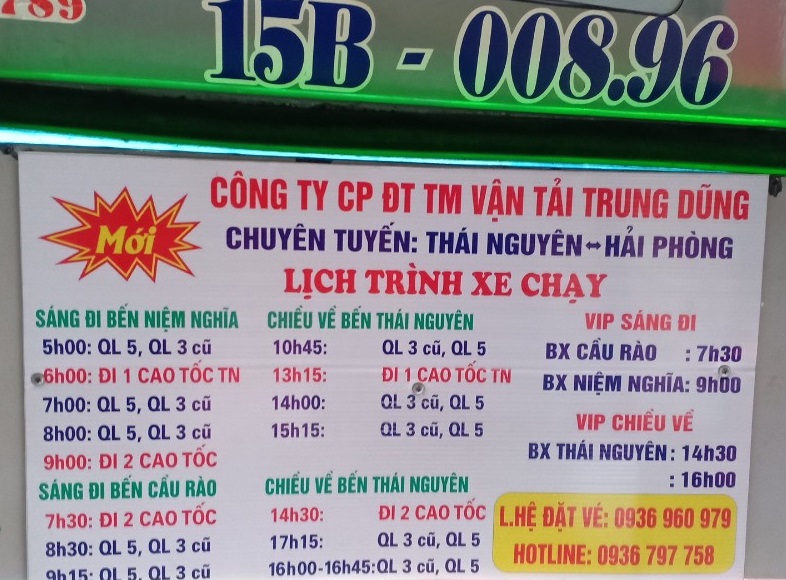 789
15B - 008.96
Mới
CÔNG TY CP ĐT TM VẬN TẢI TRUNG DŨNG
CHUYÊN TUYẾN: THÁI NGUYÊN↔HẢI PHÒNG
LỊCH TRÌNH XE CHẠY
SÁNG ĐI BẾN NIỆM NGHĨA
5h00: QL 5, QL 3 cũ
6h00: ĐI 1 CAO TỐC TN
7h00: QL 5, QL 3 cũ
8h00: QL 5, QL 3 cũ
9h00: ĐI 2 CAO TỐC
SÁNG ĐI BẾN CẦU RÀO
7h30: ĐI 2 CAO TỐC
8h30: QL 5, QL 3 cũ
9h15: QL 5, QL 3 cũ
CHIỀU VỀ BẾN THÁI NGUYÊN
10h45: QL 3 cũ, QL 5
13h15: ĐI 1 CAO TỐC TN
14h00: QL 3 cũ, QL 5
15h15: QL 3 cũ, QL 5
CHIỀU VỀ BẾN THÁI NGUYÊN
14h30: ĐI 2 CAO TỐC
17h15: QL 3 cũ, QL 5
16h00-16h45:QL 3 cũ, QL 5
VIP SÁNG ĐI
BX CẦU RÀO : 7h30
BX NIỆM NGHĨA: 9h00
VIP CHIỀU VỀ
BX THÁI NGUYÊN : 14h30
: 16h00
L.HỆ ĐẶT VÉ: 0936 960 979
HOTLINE: 0936 797 758